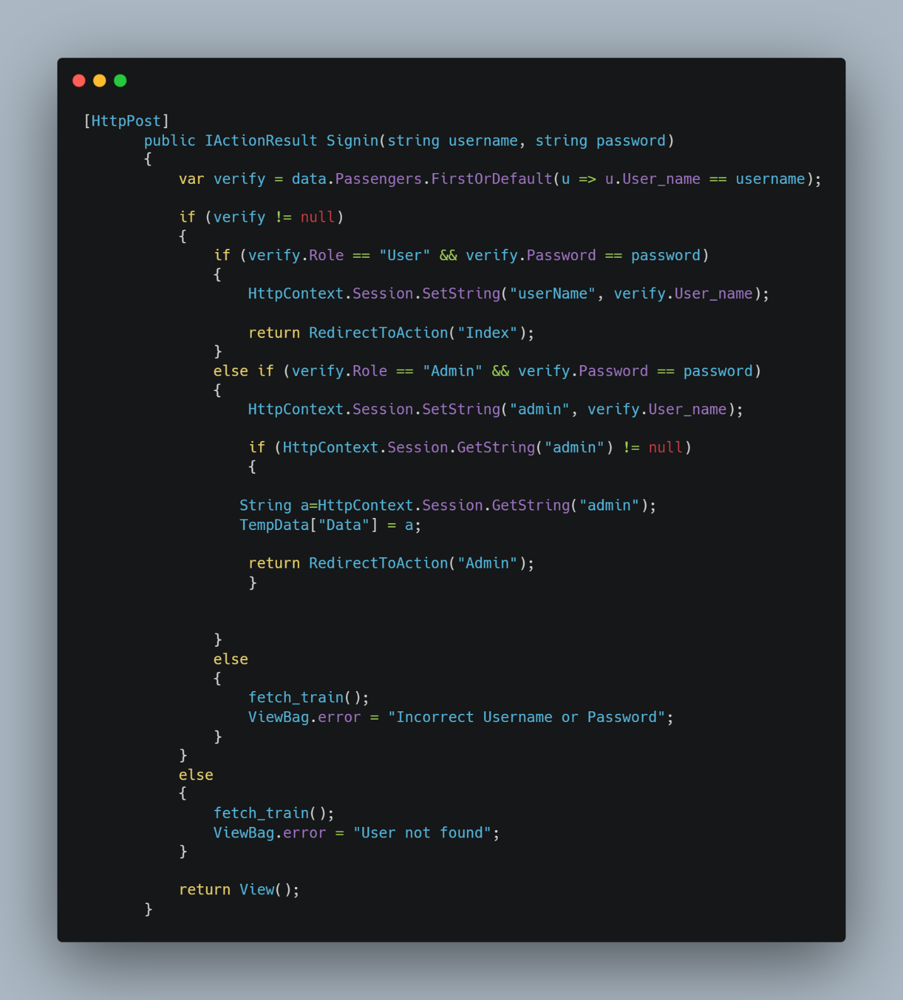 [HttpPost]
       public IActionResult Signin(string username, string password)
       {
           var verify = data.Passengers.FirstOrDefault(u => u.User_name == username);

           if (verify != null)
           {
               if (verify.Role == "User" && verify.Password == password)
               {
                   HttpContext.Session.SetString("userName", verify.User_name);

                   return RedirectToAction("Index");
               }
               else if (verify.Role == "Admin" && verify.Password == password)
               {
                   HttpContext.Session.SetString("admin", verify.User_name);

                   if (HttpContext.Session.GetString("admin") != null)
                   {

                  String a=HttpContext.Session.GetString("admin");
                  TempData["Data"] = a;

                   return RedirectToAction("Admin");
                   }


               }
               else
               {
                   fetch_train();
                   ViewBag.error = "Incorrect Username or Password";
               }
           }
           else
           {
               fetch_train();
               ViewBag.error = "User not found";
           }

           return View();
       }